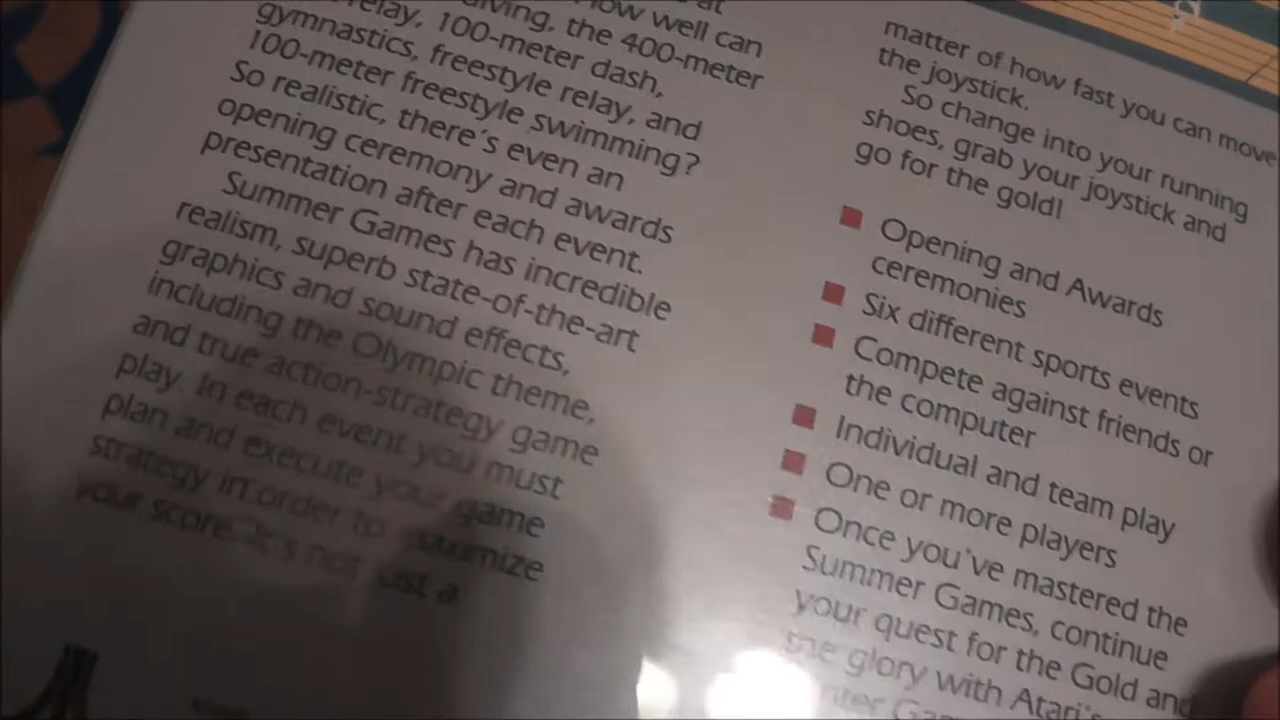 how well can
diving, the 400-meter
relay, 100-meter dash,
gymnastics, freestyle relay, and
100-meter freestyle swimming?
So realistic, there's even an
opening ceremony and awards
presentation after each event.
Summer Games has incredible
realism, superb state-of-the-art
graphics and sound effects,
including the Olympic theme,
and true action-strategy game
play. In each event you must
plan and execute your game
strategy in order to
your score. It's not just a
matter of how fast you can move
the joystick.
So change into your running
shoes, grab your joystick and
go for the gold!
Opening and Awards
ceremonies
Six different sports events
Compete against friends or
the computer
Individual and team play
One or more players
Once you've mastered the
Summer Games, continue
your quest for the Gold and
the glory with Atari's